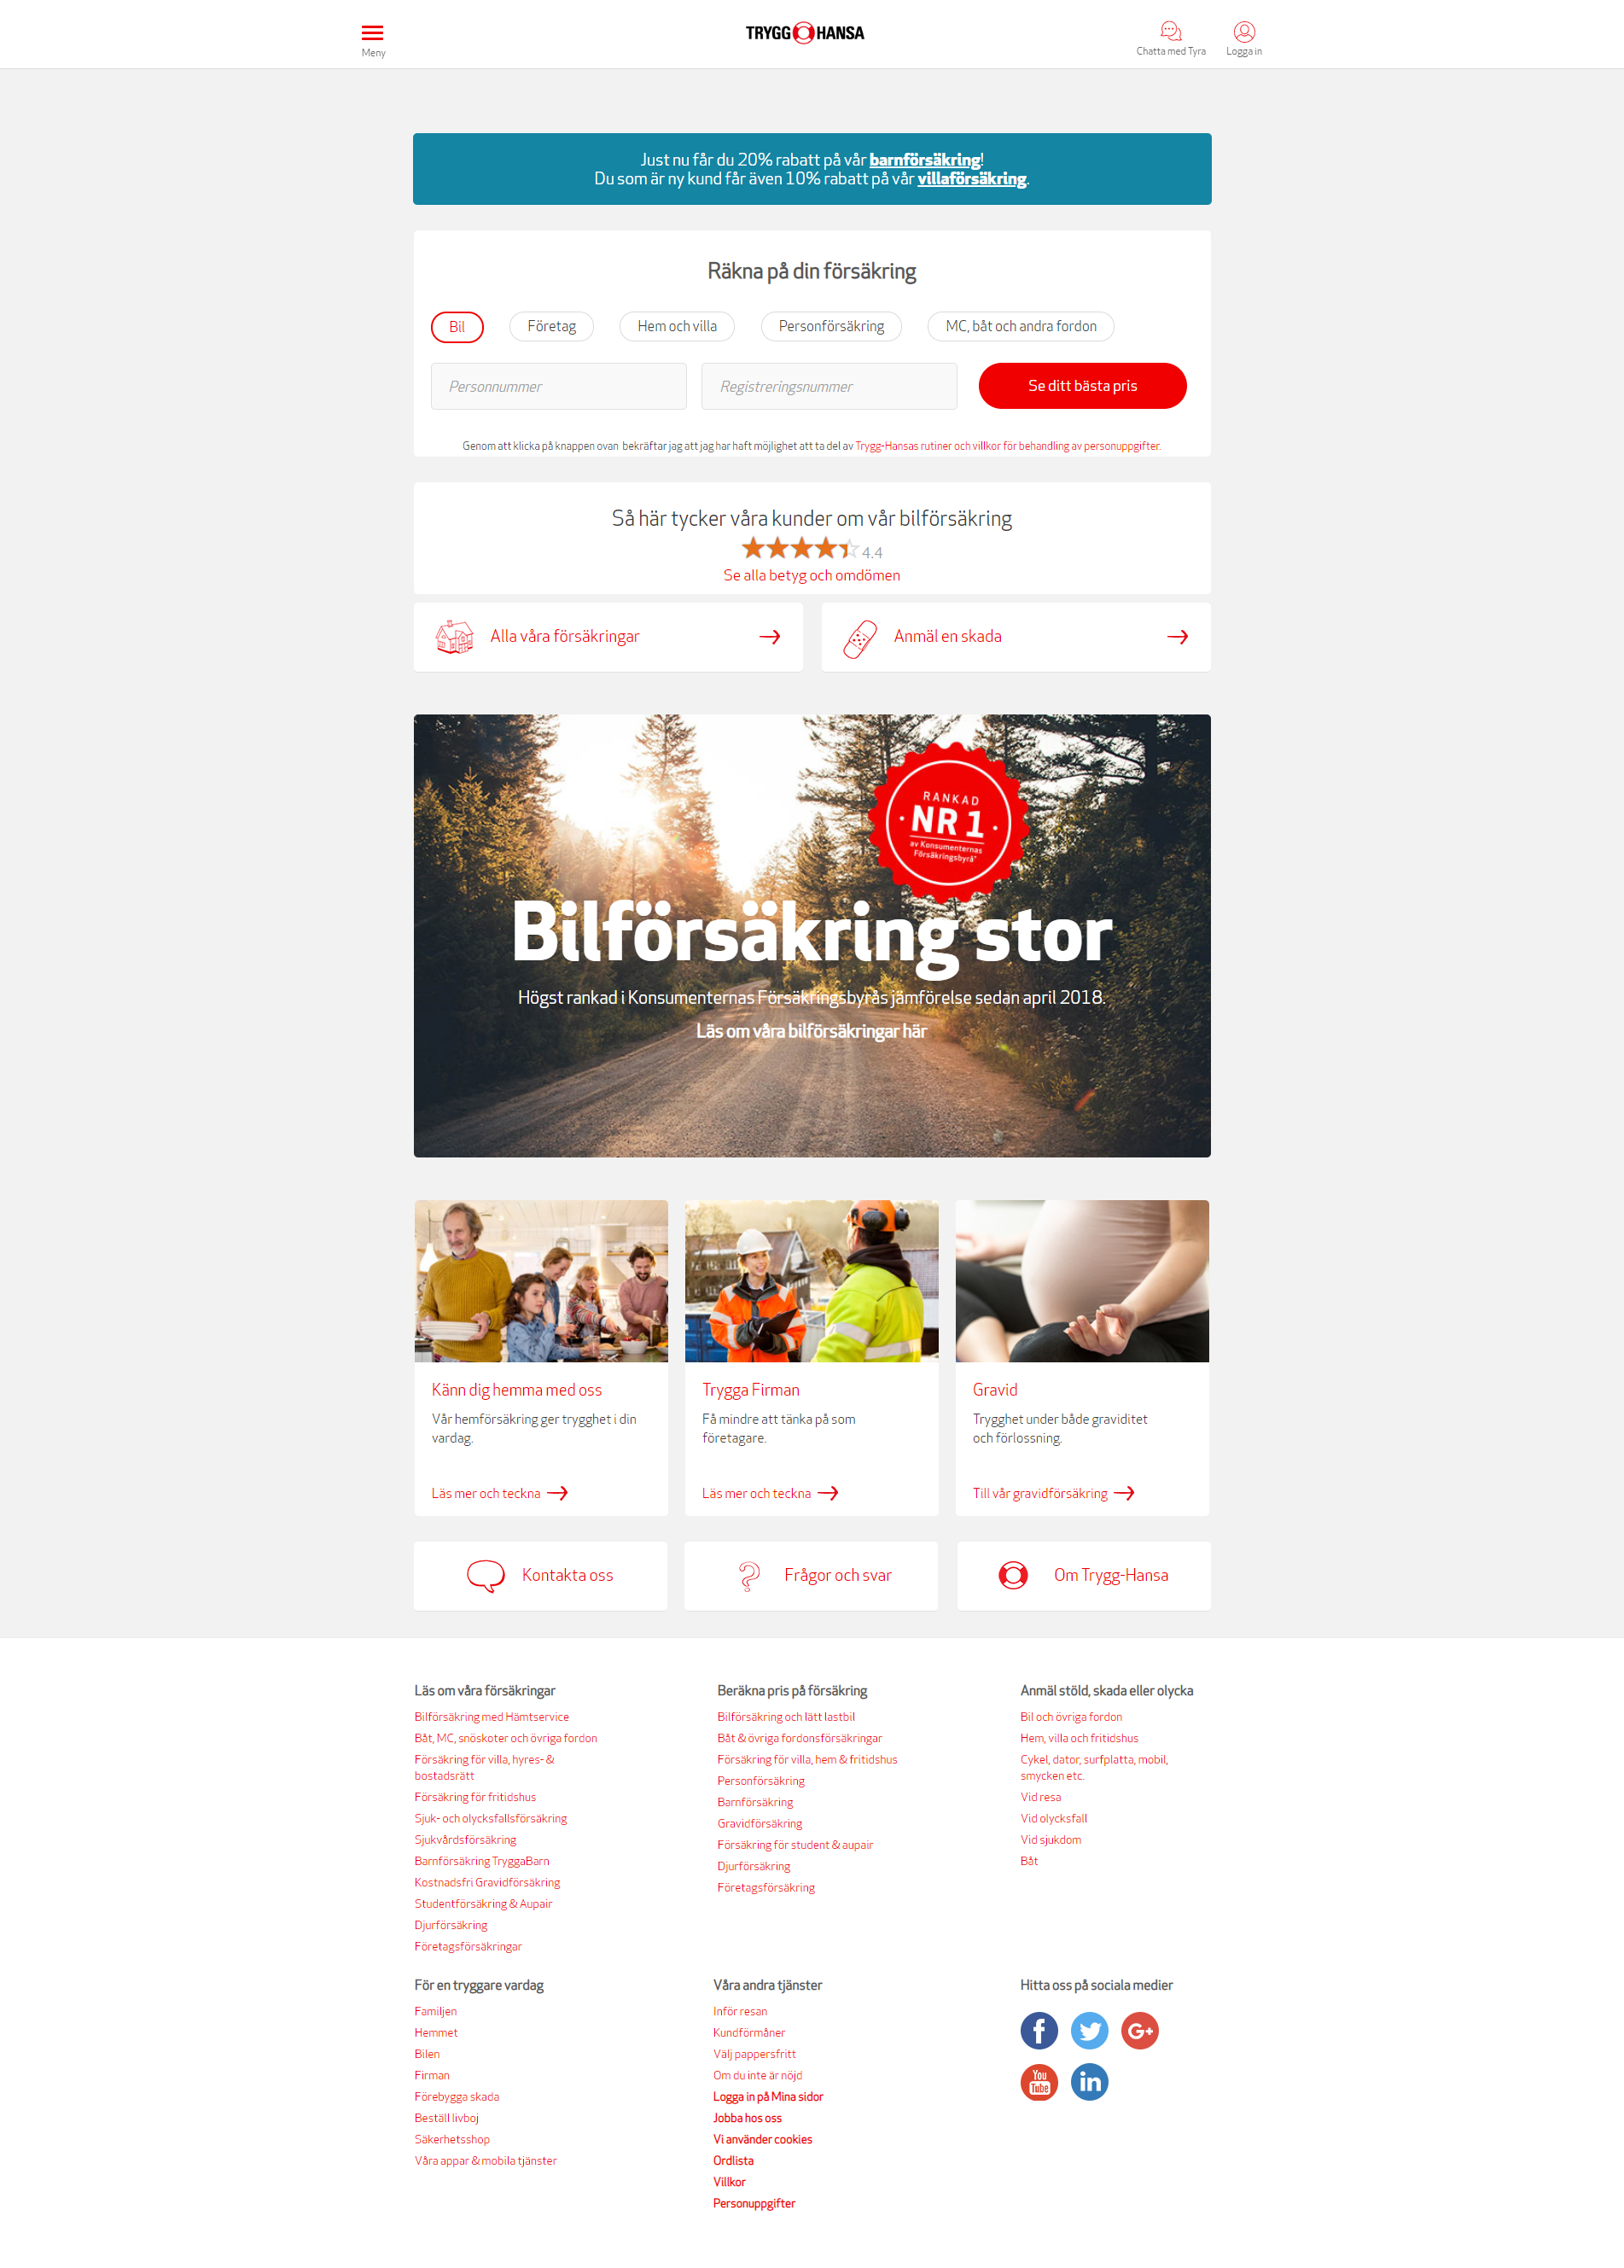 Meny
TRYGG HANSA
Chatta med Tyra
Logga in
Just nu får du 20% rabatt på vår barnförsäkring!
Du som är ny kund får även 10% rabatt på vår villaförsäkring.
Räkna på din försäkring
Bil
Företag
Hem och villa
Personförsäkring
MC, båt och andra fordon
Personnummer
Registreringsnummer
Se ditt bästa pris
Genom att klicka på knappen ovan bekräftar jag att jag har haft möjlighet att ta del av Trygg-Hansas rutiner och villkor för behandling av personuppgifter.
Så här tycker våra kunder om vår bilförsäkring
4.4
Se alla betyg och omdömen
Alla våra försäkringar
Anmäl en skada
RANKAD
NR 1
av Konsumenternas
Försäkringsbyrå*
Bilförsäkring stor
Högst rankad i Konsumenternas Försäkringsbyrås jämförelse sedan april 2018.
Läs om våra bilförsäkringar här
Känn dig hemma med oss
Vår hemförsäkring ger trygghet i din
vardag.
Läs mer och teckna
Trygga Firman
Få mindre att tänka på som
företagare.
Läs mer och teckna
Gravid
Trygghet under både graviditet
och förlossning.
Till vår gravidförsäkring
Kontakta oss
Frågor och svar
Om Trygg-Hansa
Läs om våra försäkringar
Bilförsäkring med Hämtservice
Båt, MC, snöskoter och övriga fordon
Försäkring för villa, hyres- &
bostadsrätt
Försäkring för fritidshus
Sjuk- och olycksfallsförsäkring
Sjukvårdsförsäkring
Barnförsäkring TryggaBarn
Kostnadsfri Gravidförsäkring
Studentförsäkring & Aupair
Djurförsäkring
Företagsförsäkringar
Beräkna pris på försäkring
Bilförsäkring och lätt lastbil
Båt & övriga fordonsförsäkringar
Försäkring för villa, hem & fritidshus
Personförsäkring
Barnförsäkring
Gravidförsäkring
Försäkring för student & aupair
Djurförsäkring
Företagsförsäkring
Anmäl stöld, skada eller olycka
Bil och övriga fordon
Hem, villa och fritidshus
Cykel, dator, surfplatta, mobil,
smycken etc.
Vid resa
Vid olycksfall
Vid sjukdom
Båt
För en tryggare vardag
Familjen
Hemmet
Bilen
Firman
Förebygga skada
Beställ livboj
Säkerhetsshop
Våra appar & mobila tjänster
Våra andra tjänster
Inför resan
Kundförmåner
Välj pappersfritt
Om du inte är nöjd
Logga in på Mina sidor
Jobba hos oss
Vi använder cookies
Ordlista
Villkor
Personuppgifter
Hitta oss på sociala medier
f
G+
You
Tube
in